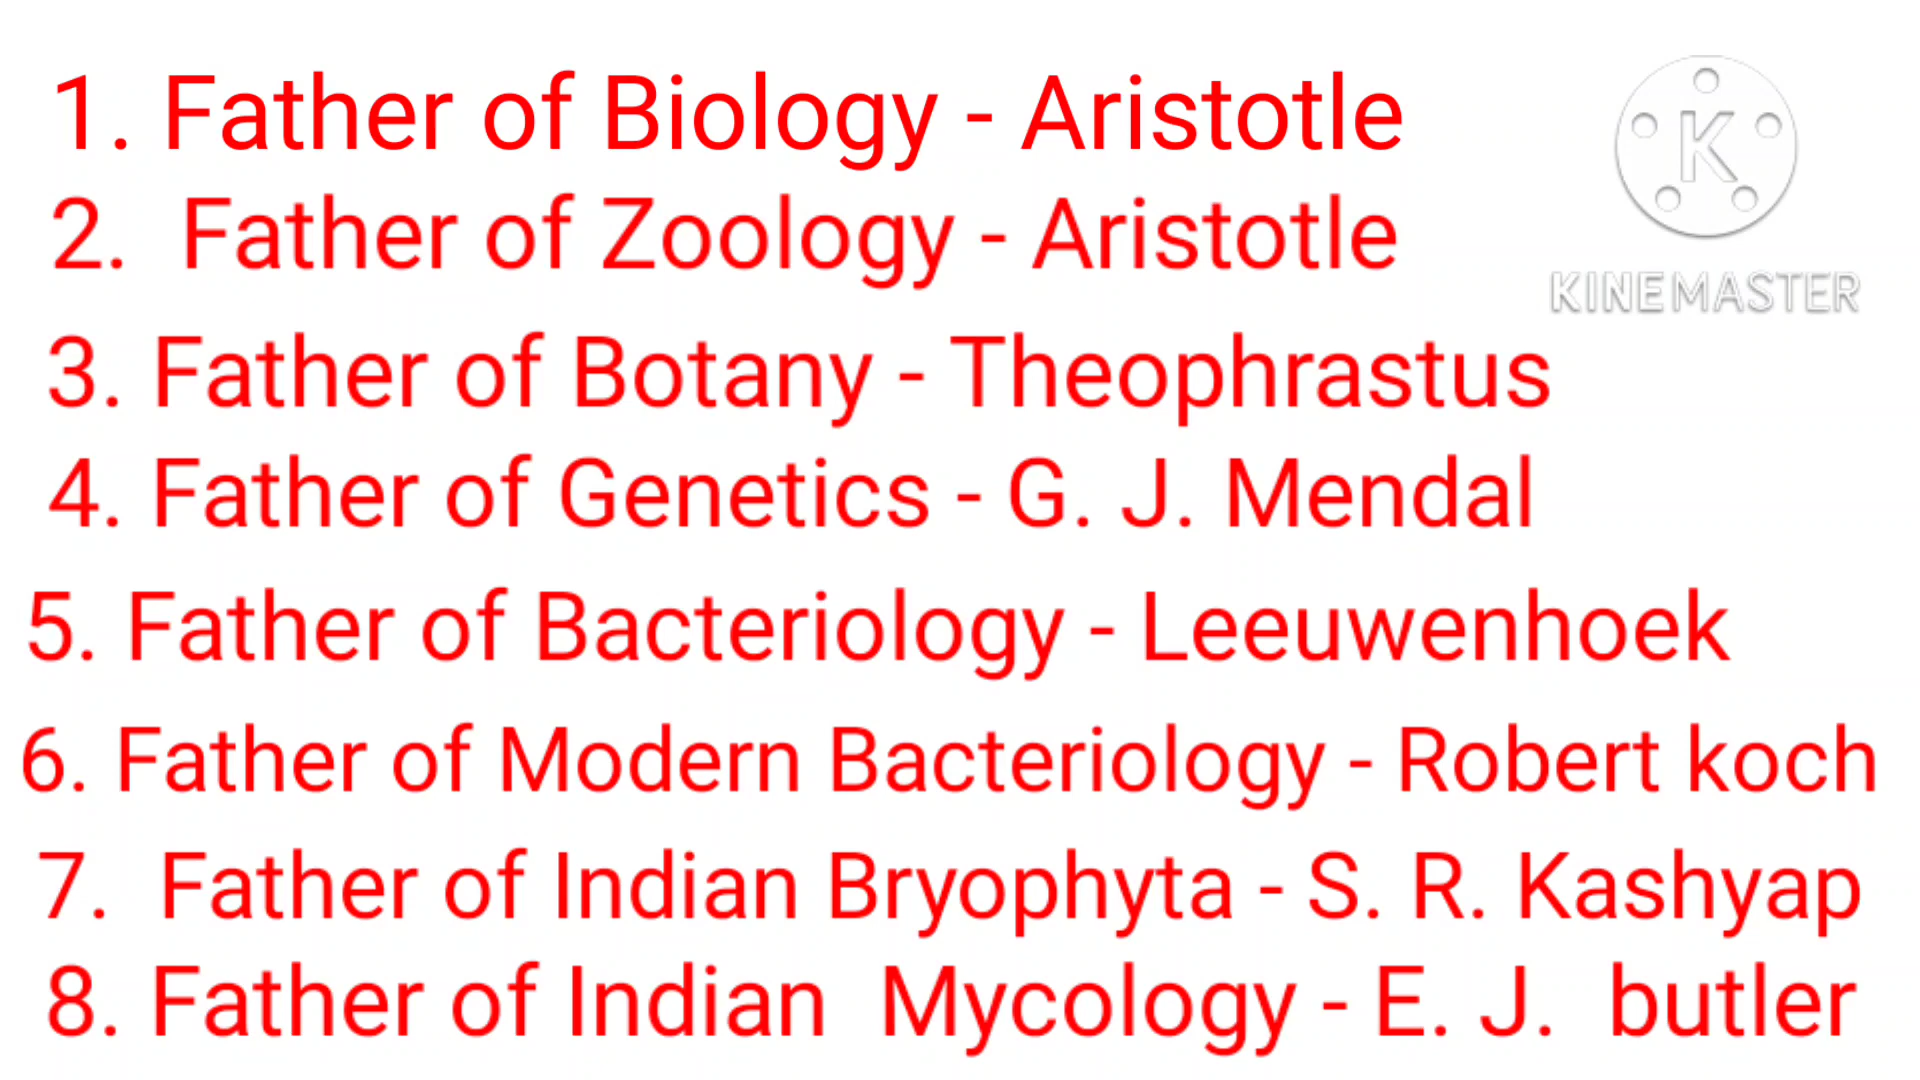 1. Father of Biology - Aristotle
2. Father of Zoology - Aristotle
3. Father of Botany - Theophrastus
4. Father of Genetics - G. J. Mendal
5. Father of Bacteriology - Leeuwenhoek
6. Father of Modern Bacteriology - Robert koch
7. Father of Indian Bryophyta - S. R. Kashyap
8. Father of Indian Mycology - E. J. butler
K
KINEMASTER